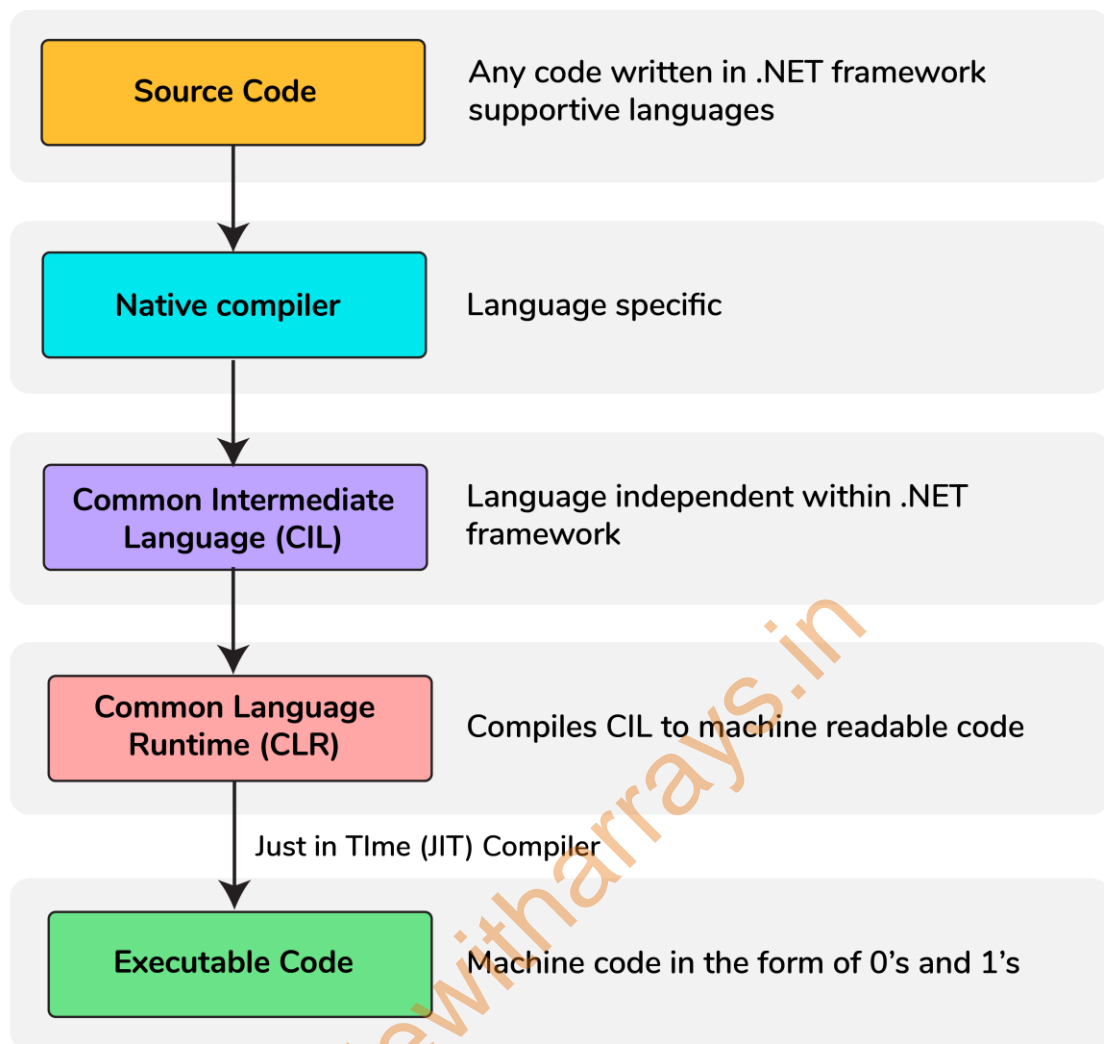 Source Code
Any code written in .NET framework
supportive languages
Native compiler
Language specific
Common Intermediate
Language (CIL)
Language independent within .NET
framework
Common Language
Runtime (CLR)
Compiles CIL to machine readable code
Just in TIme (JIT) Compiler
Executable Code
Machine code in the form of 0’s and 1’s
ewitharrays.in